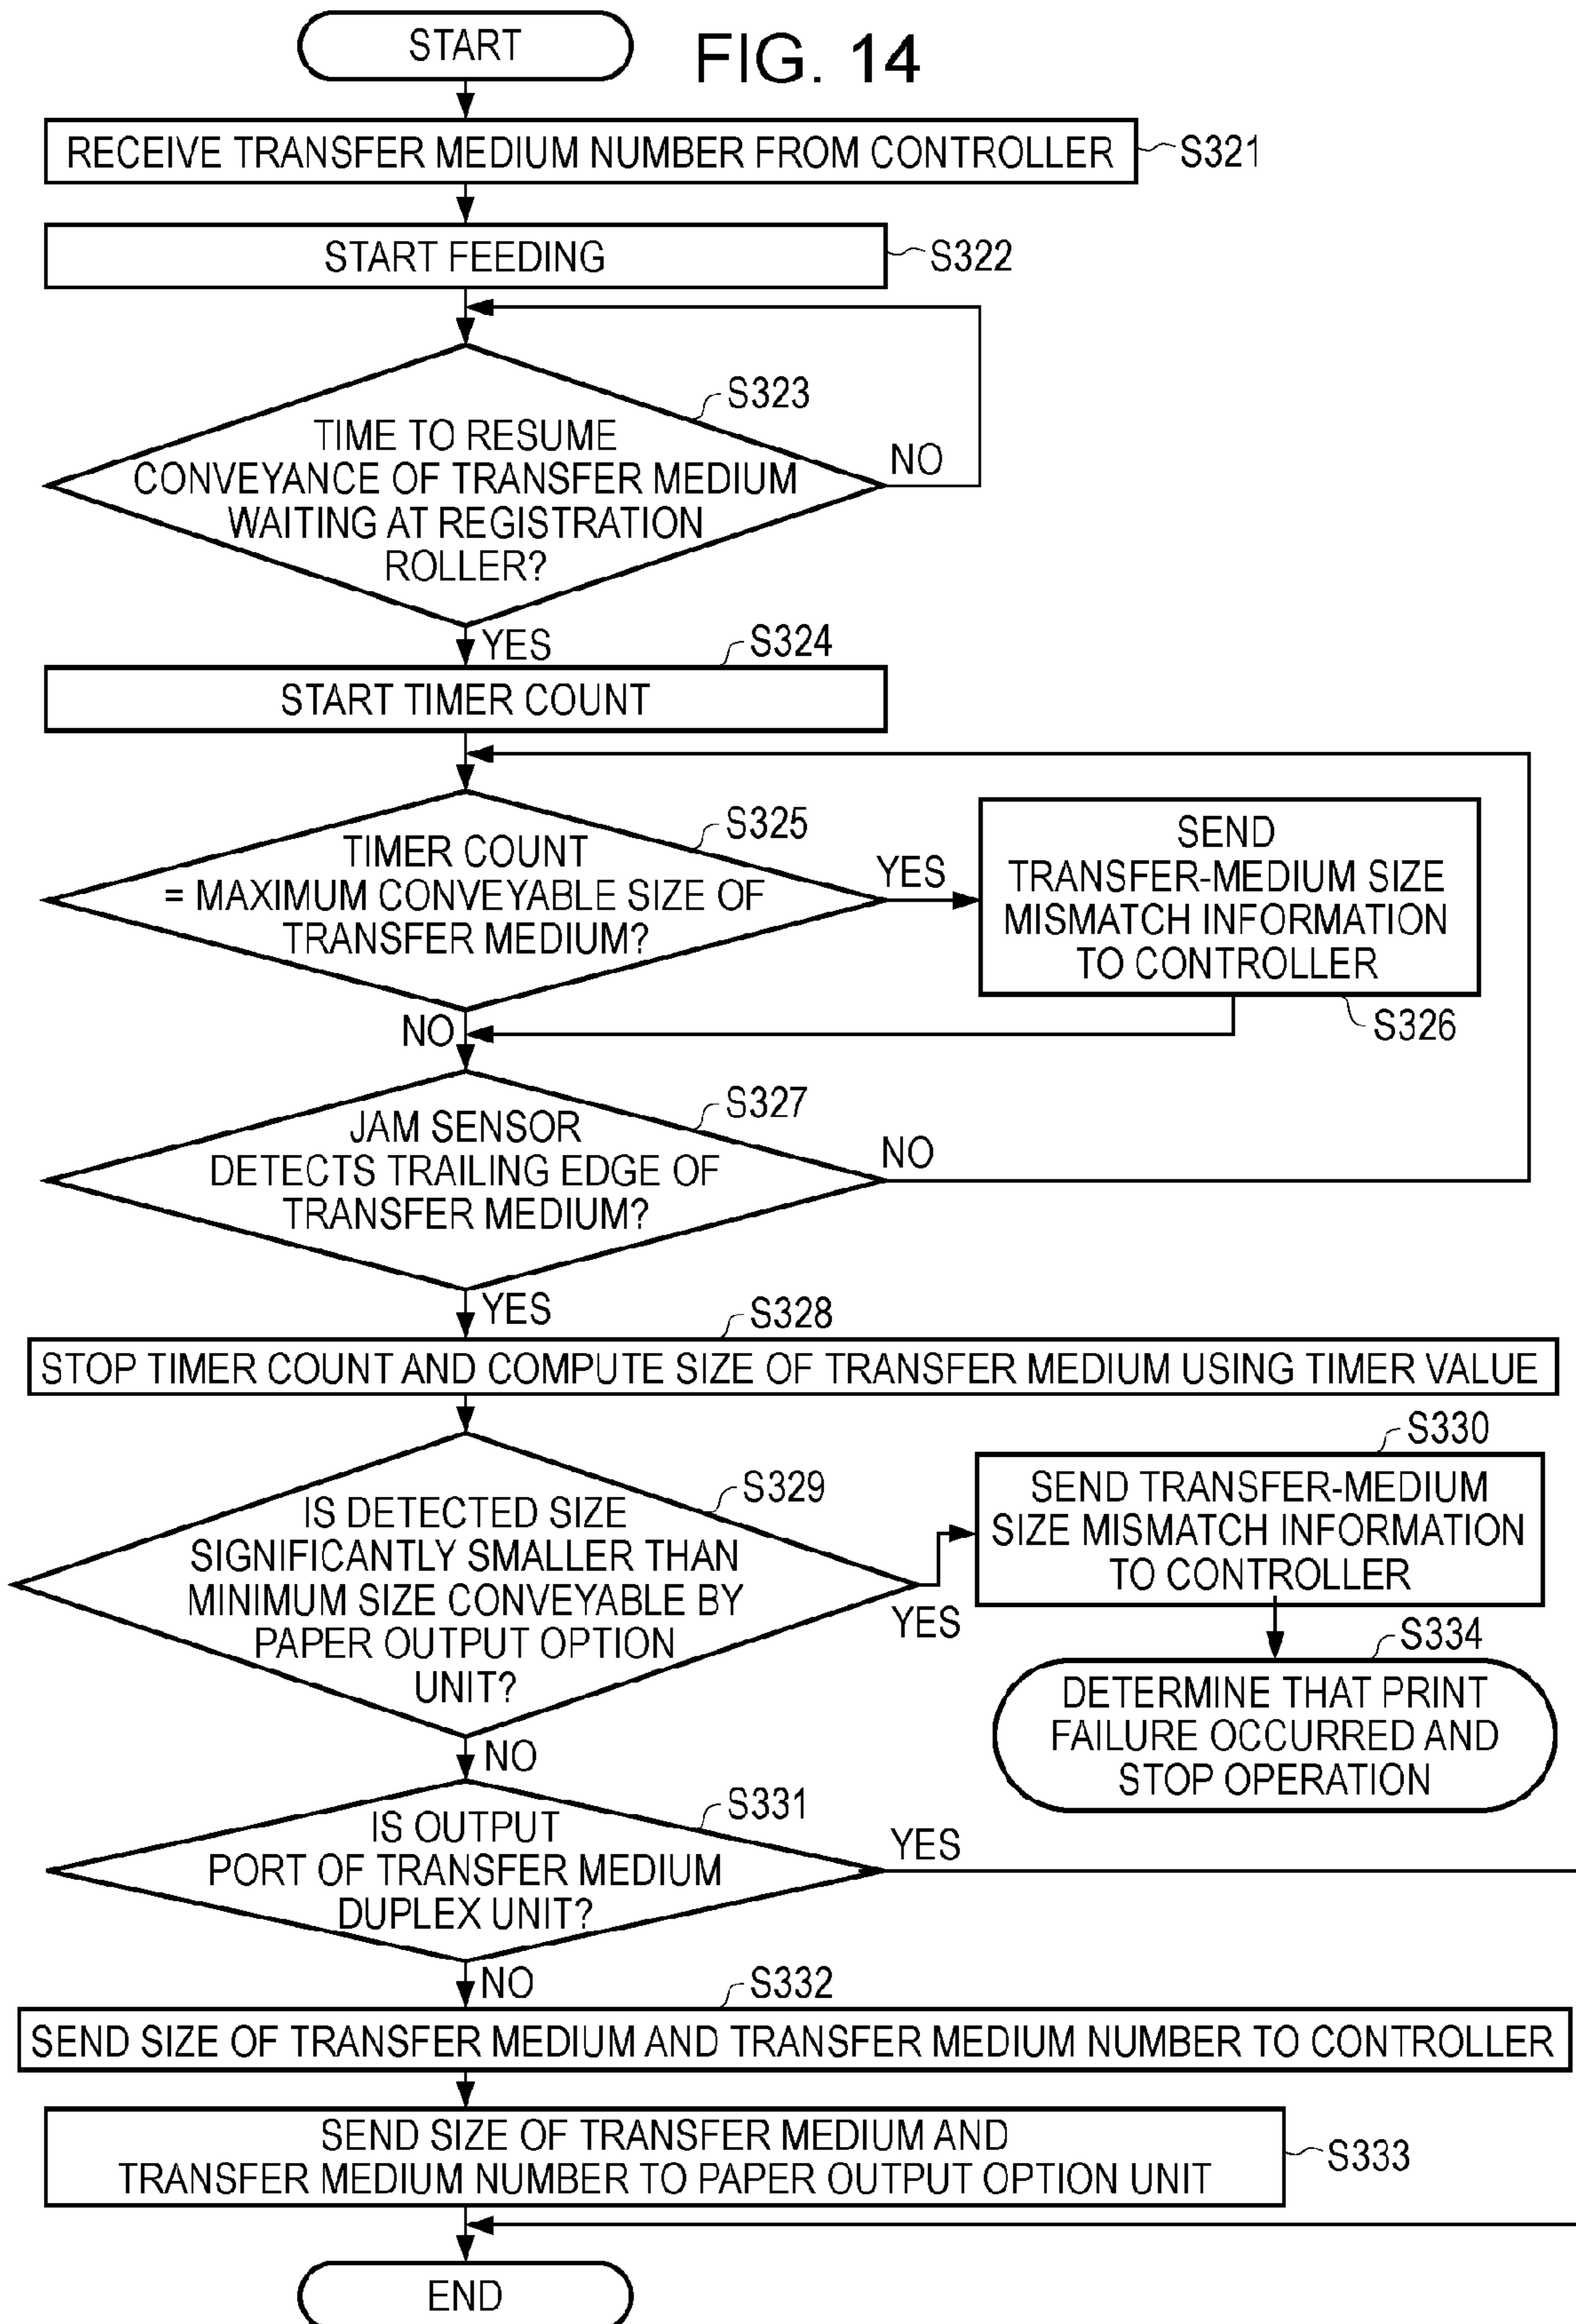 START
FIG. 14
RECEIVE TRANSFER MEDIUM NUMBER FROM CONTROLLER
S321
START FEEDING
S322
S323
TIME TO RESUME
CONVEYANCE OF TRANSFER MEDIUM
WAITING AT REGISTRATION
ROLLER?
NO
YES
S324
START TIMER COUNT
S325
TIMER COUNT
= MAXIMUM CONVEYABLE SIZE OF
TRANSFER MEDIUM?
YES
SEND
TRANSFER-MEDIUM SIZE
MISMATCH INFORMATION
TO CONTROLLER
S326
NO
S327
JAM SENSOR
DETECTS TRAILING EDGE OF
TRANSFER MEDIUM?
NO
YES
S328
STOP TIMER COUNT AND COMPUTE SIZE OF TRANSFER MEDIUM USING TIMER VALUE
S329
IS DETECTED SIZE
SIGNIFICANTLY SMALLER THAN
MINIMUM SIZE CONVEYABLE BY
PAPER OUTPUT OPTION
UNIT?
YES
S330
SEND TRANSFER-MEDIUM
SIZE MISMATCH INFORMATION
TO CONTROLLER
S334
DETERMINE THAT PRINT
FAILURE OCCURRED AND
STOP OPERATION
NO
S331
IS OUTPUT
PORT OF TRANSFER MEDIUM
DUPLEX UNIT?
YES
NO
S332
SEND SIZE OF TRANSFER MEDIUM AND TRANSFER MEDIUM NUMBER TO CONTROLLER
SEND SIZE OF TRANSFER MEDIUM AND
TRANSFER MEDIUM NUMBER TO PAPER OUTPUT OPTION UNIT
S333
END